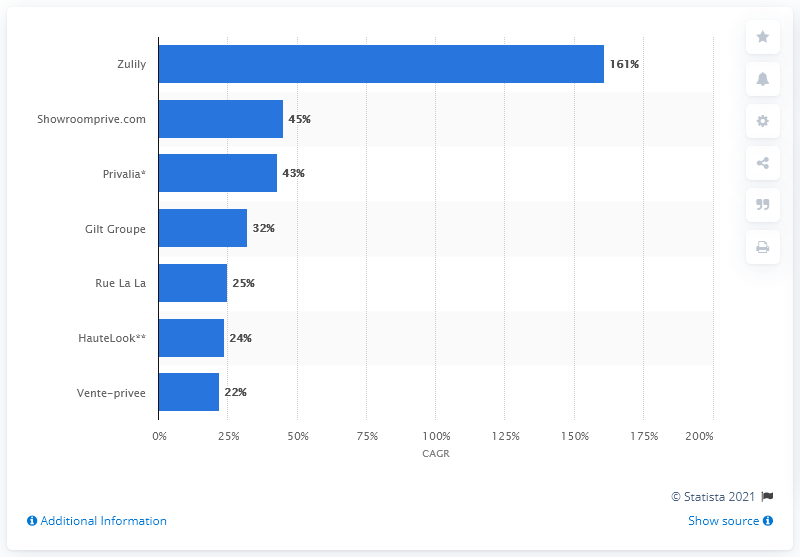 Zulily
161%
Showroomprive.com
45%
Privalia*
43%
Gilt Groupe
32%
Rue La La
25%
HauteLook**
24%
Vente-privee
22%
0% 25% 50% 75% 100% 125% 150% 175% 200%
CAGR
© Statista 2021
Additional Information
Show source